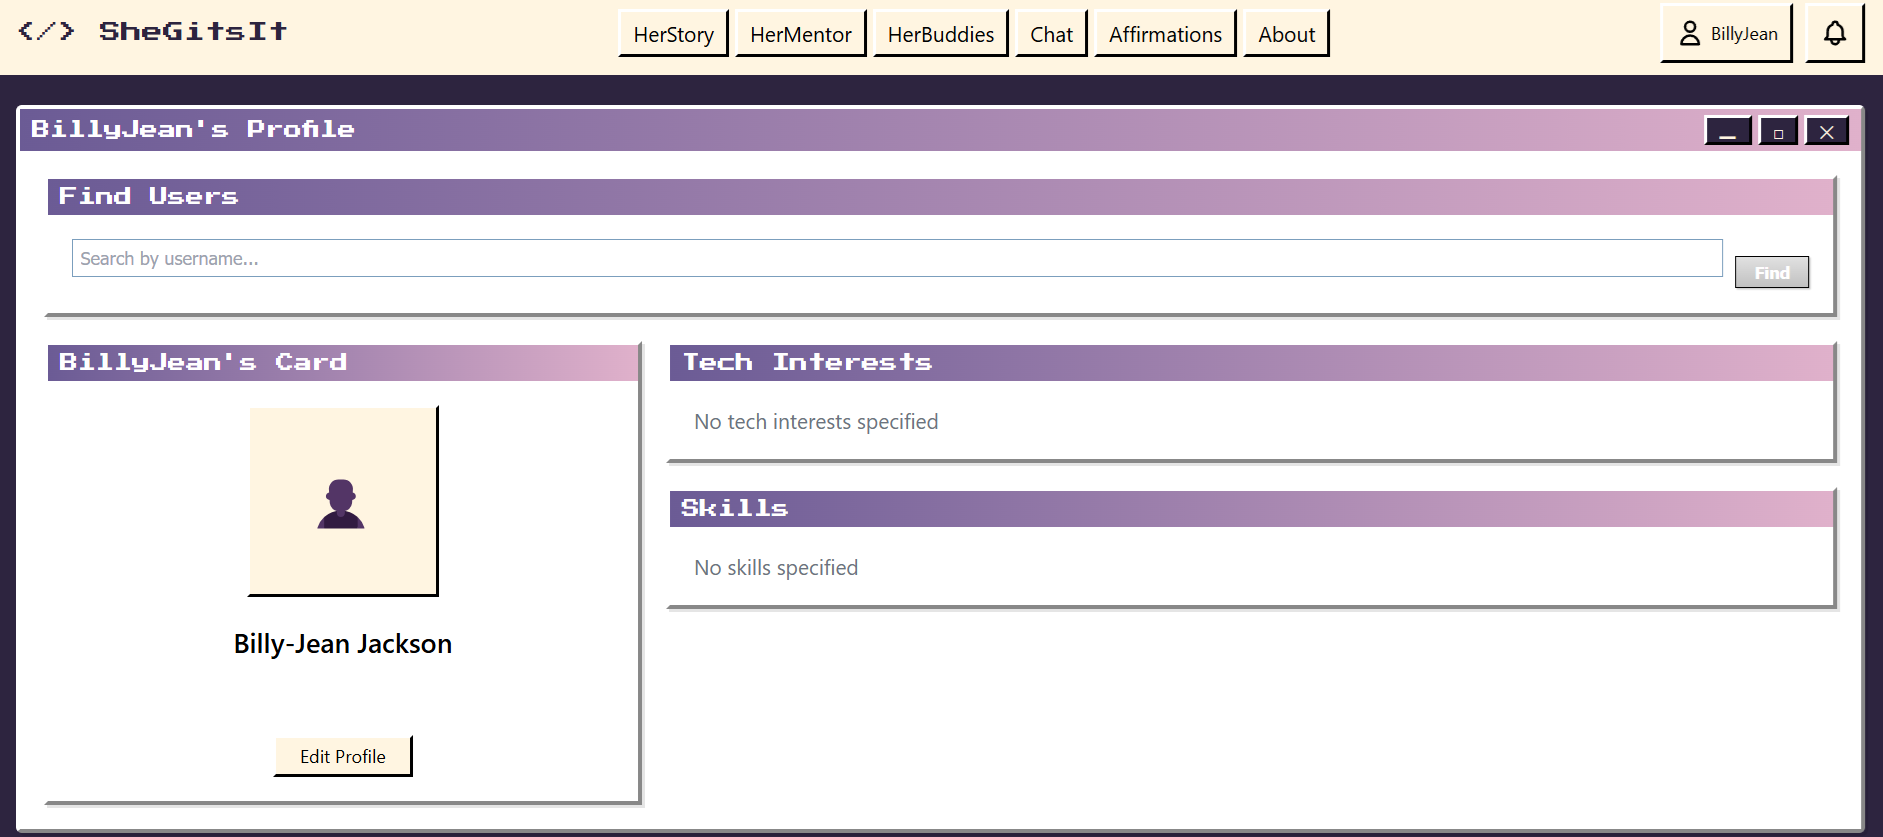 </> SheGitsIt
HerStory HerMentor HerBuddies Chat Affirmations About
BillyJean
BillyJean's Profile
Find Users
Search by username...
Find
BillyJean's Card
Billy-Jean Jackson
Edit Profile
Tech Interests
No tech interests specified
Skills
No skills specified